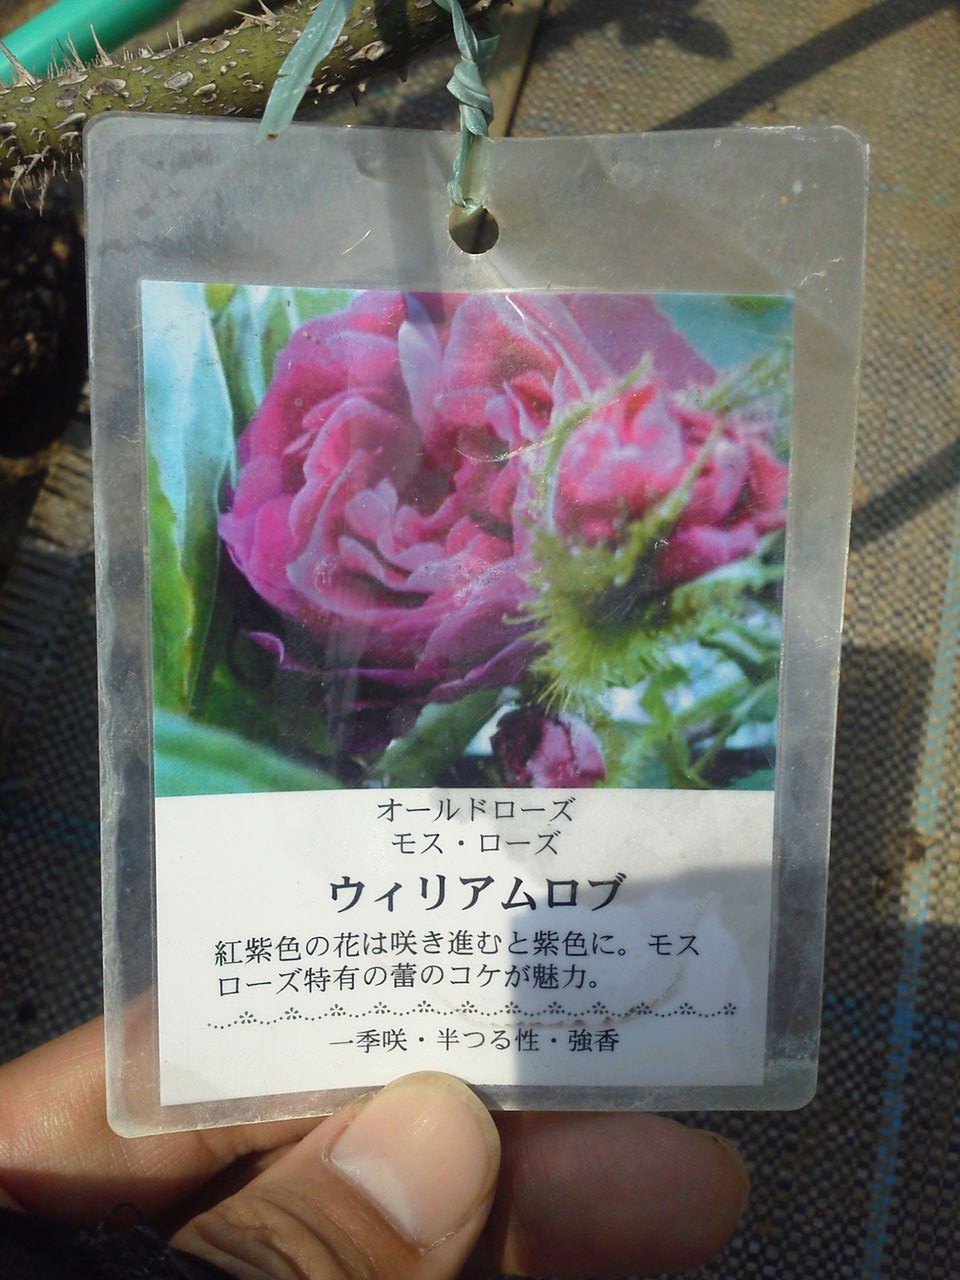 オールドローズ
モス・ローズ
ウィリアムロブ
紅紫色の花は咲き進むと紫色に。モス
ローズ特有の蕾のコケが魅力。
一季咲・半つる性・強香